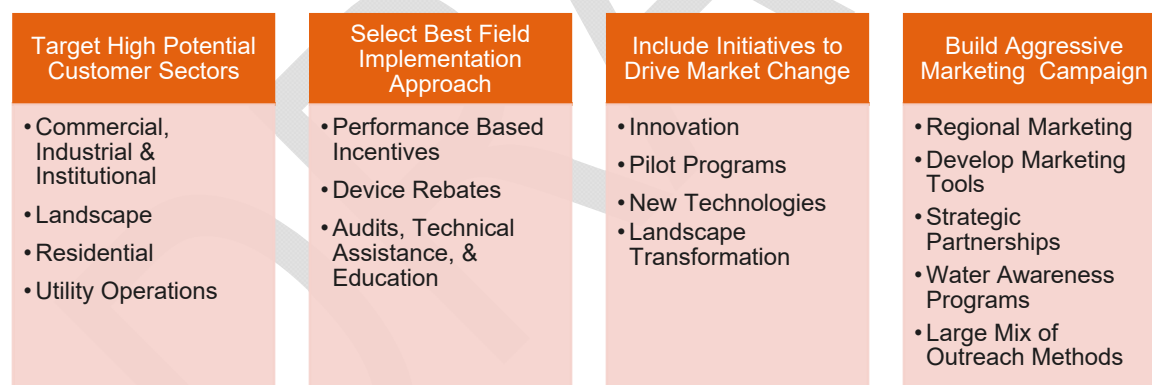 Target High Potential
Customer Sectors
• Commercial,
Industrial &
Institutional
• Landscape
• Residential
• Utility Operations
Select Best Field
Implementation
Approach
• Performance Based
Incentives
• Device Rebates
• Audits, Technical
Assistance, &
Education
Include Initiatives to
Drive Market Change
• Innovation
• Pilot Programs
• New Technologies
• Landscape
Transformation
Build Aggressive
Marketing Campaign
• Regional Marketing
• Develop Marketing
Tools
• Strategic
Partnerships
• Water Awareness
Programs
• Large Mix of
Outreach Methods